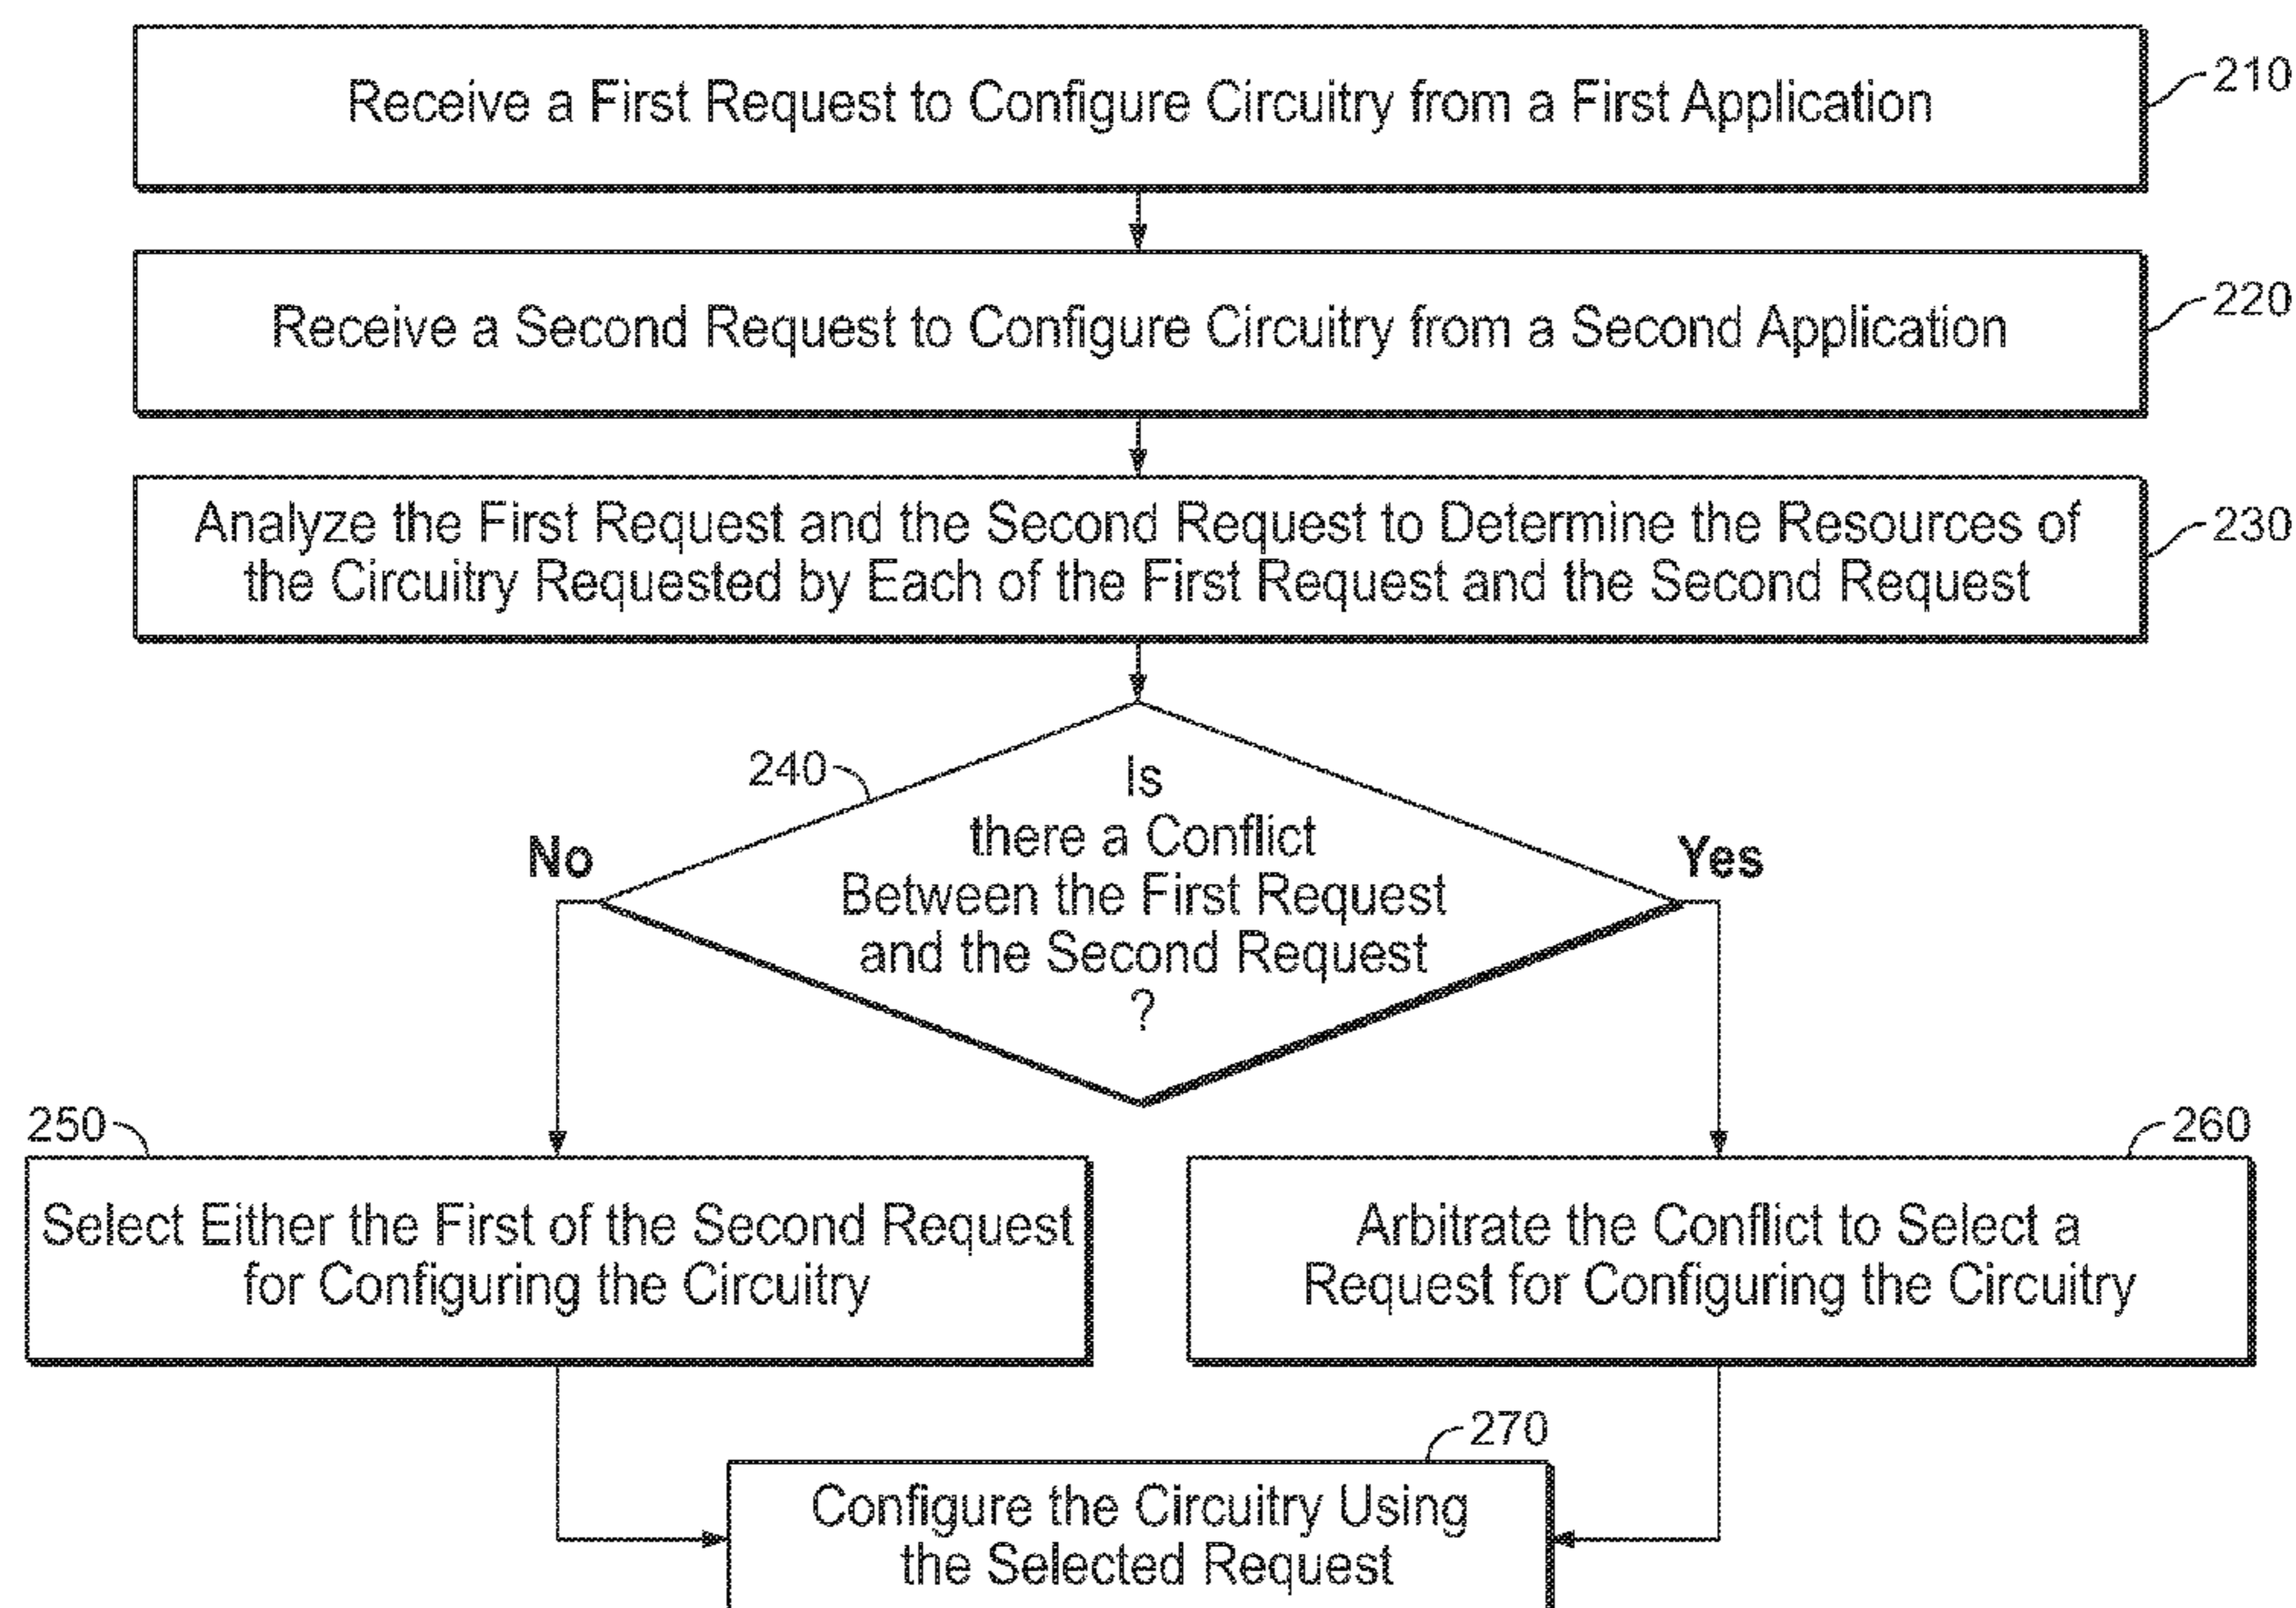 Receive a First Request to Configure Circuitry from a First Application
210
Receive a Second Request to Configure Circuitry from a Second Application
220
Analyze the First Request and the Second Request to Determine the Resources of
the Circuitry Requested by Each of the First Request and the Second Request
230
240
Is
there a Conflict
Between the First Request
and the Second Request
?
No
Yes
250
Select Either the First of the Second Request
for Configuring the Circuitry
260
Arbitrate the Conflict to Select a
Request for Configuring the Circuitry
270
Configure the Circuitry Using
the Selected Request